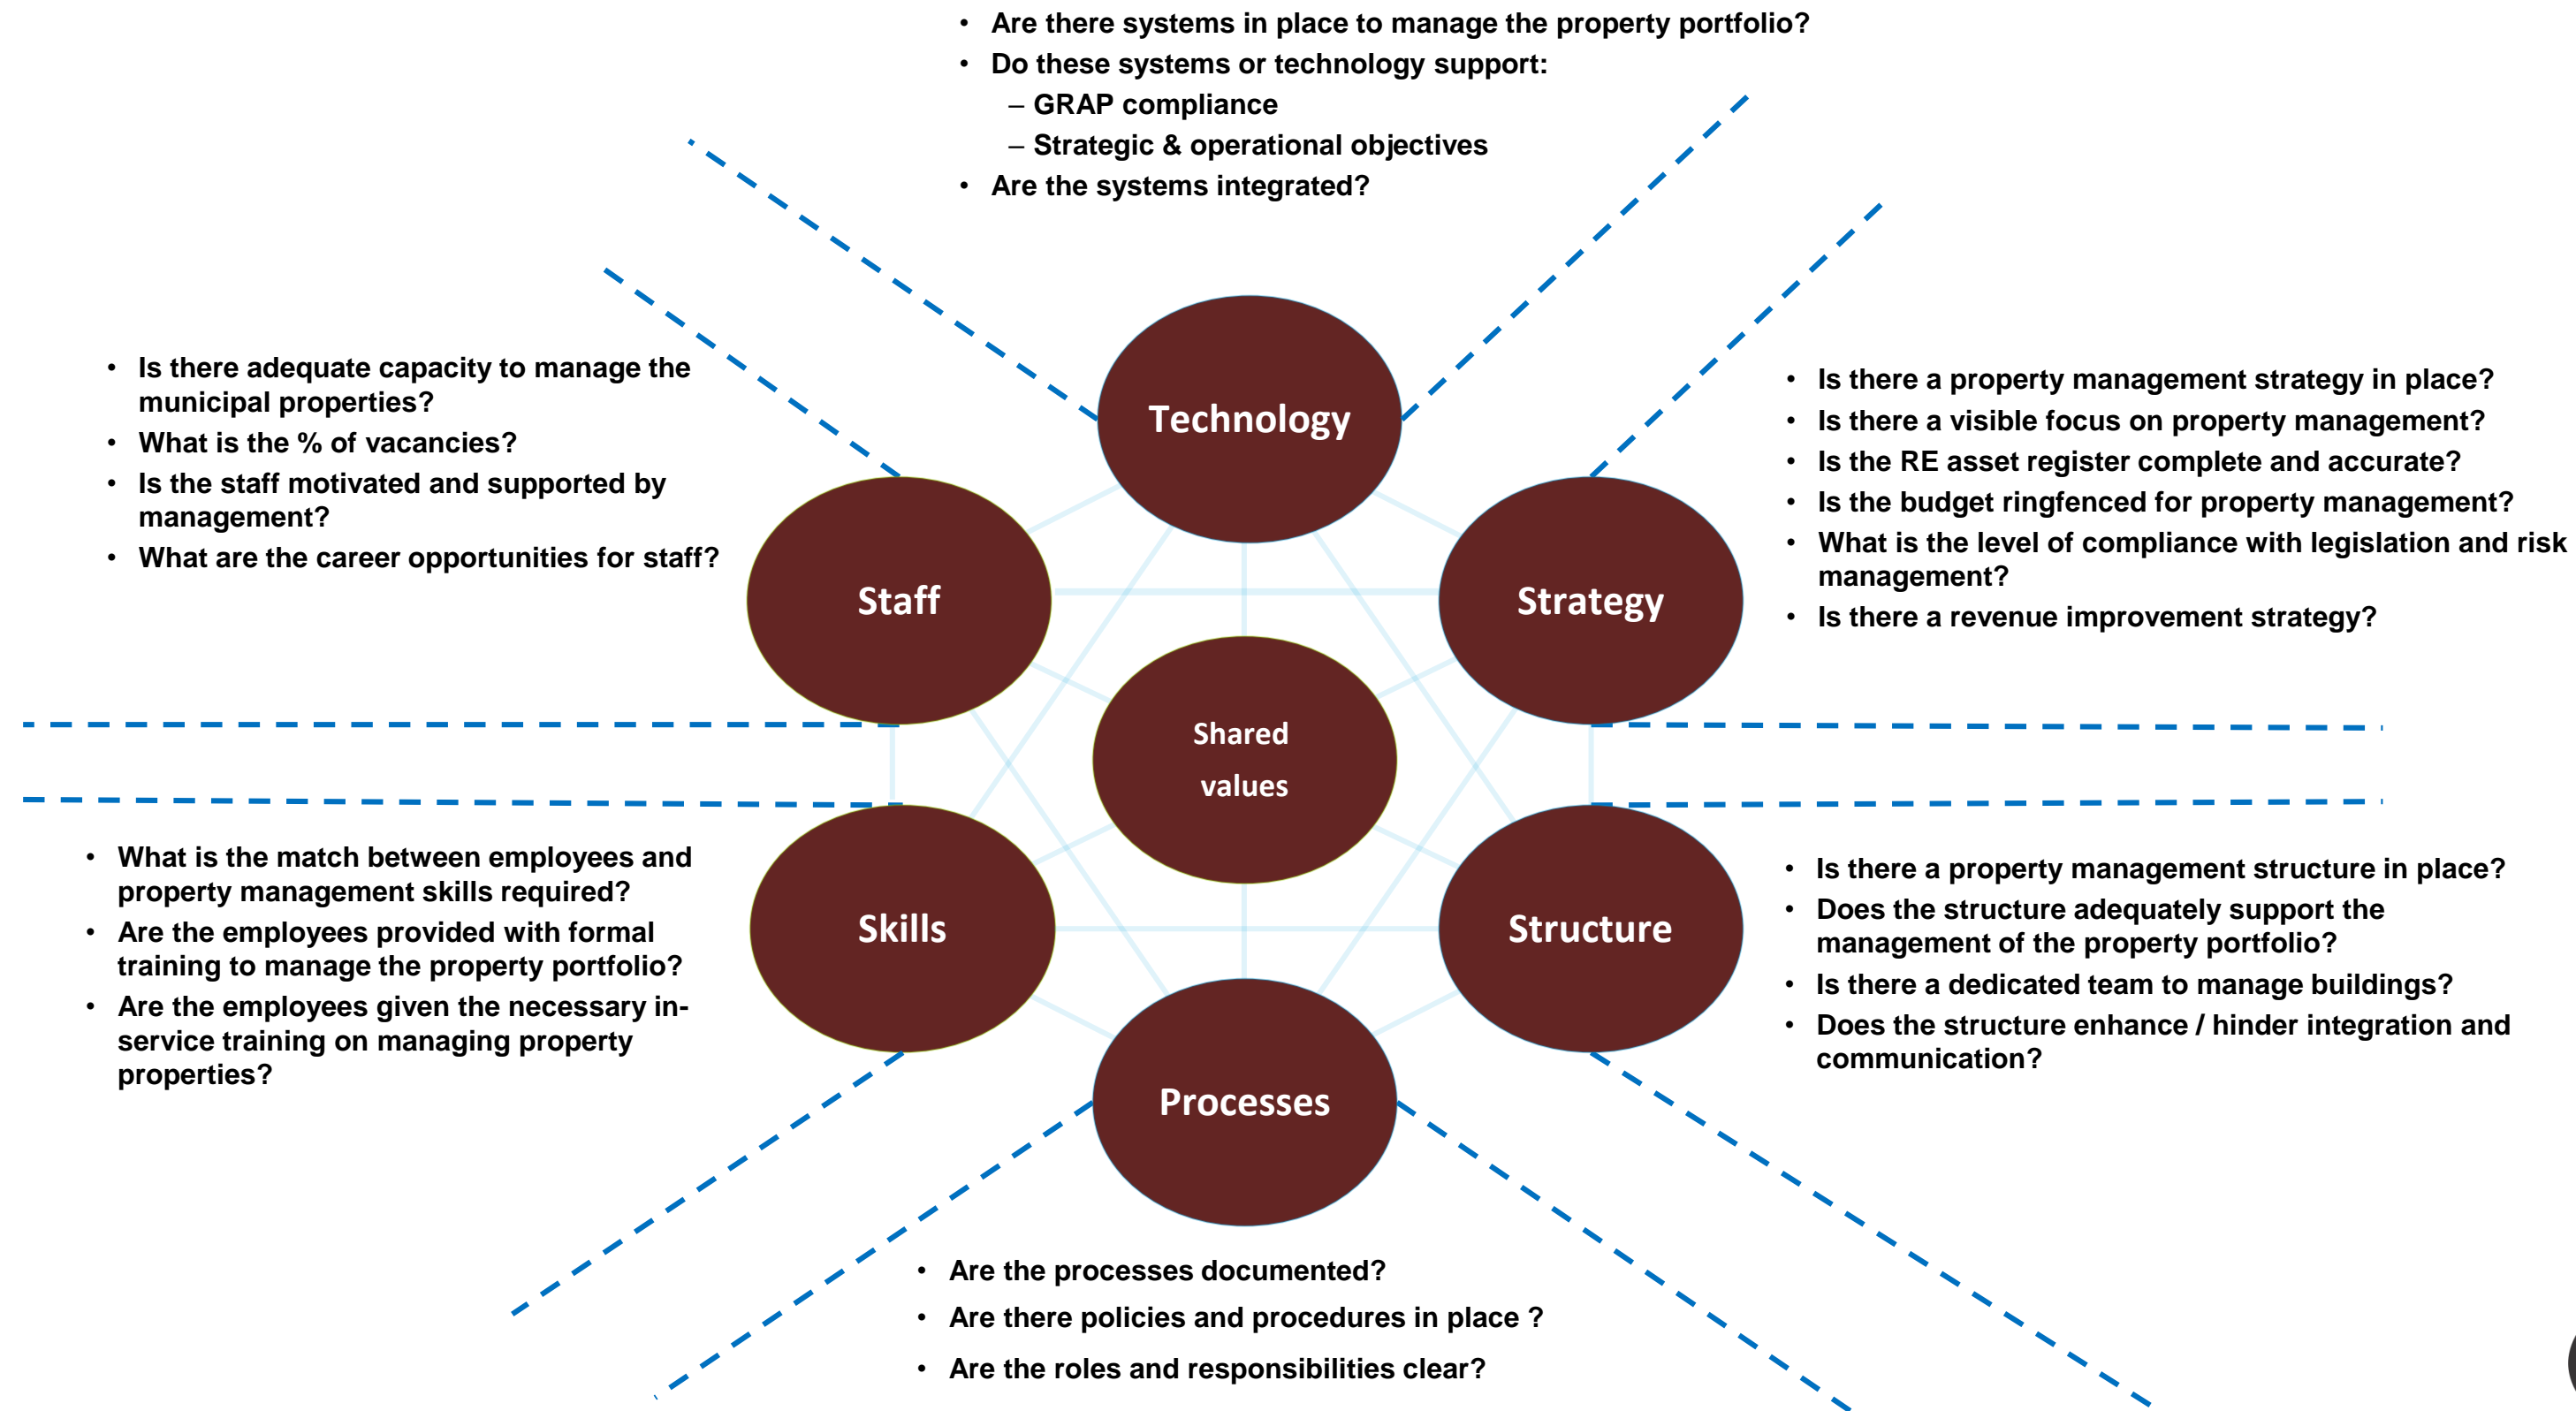 • Are there systems in place to manage the property portfolio?
• Do these systems or technology support:
– GRAP compliance
– Strategic & operational objectives
• Are the systems integrated?
Technology
• Is there adequate capacity to manage the
municipal properties?
• What is the % of vacancies?
• Is the staff motivated and supported by
management?
• What are the career opportunities for staff?
Staff
Strategy
• Is there a property management strategy in place?
• Is there a visible focus on property management?
• Is the RE asset register complete and accurate?
• Is the budget ringfenced for property management?
• What is the level of compliance with legislation and risk
management?
• Is there a revenue improvement strategy?
Shared
values
• What is the match between employees and
property management skills required?
• Are the employees provided with formal
training to manage the property portfolio?
• Are the employees given the necessary in-
service training on managing property
properties?
Skills
Structure
• Is there a property management structure in place?
• Does the structure adequately support the
management of the property portfolio?
• Is there a dedicated team to manage buildings?
• Does the structure enhance / hinder integration and
communication?
Processes
• Are the processes documented?
• Are there policies and procedures in place ?
• Are the roles and responsibilities clear?